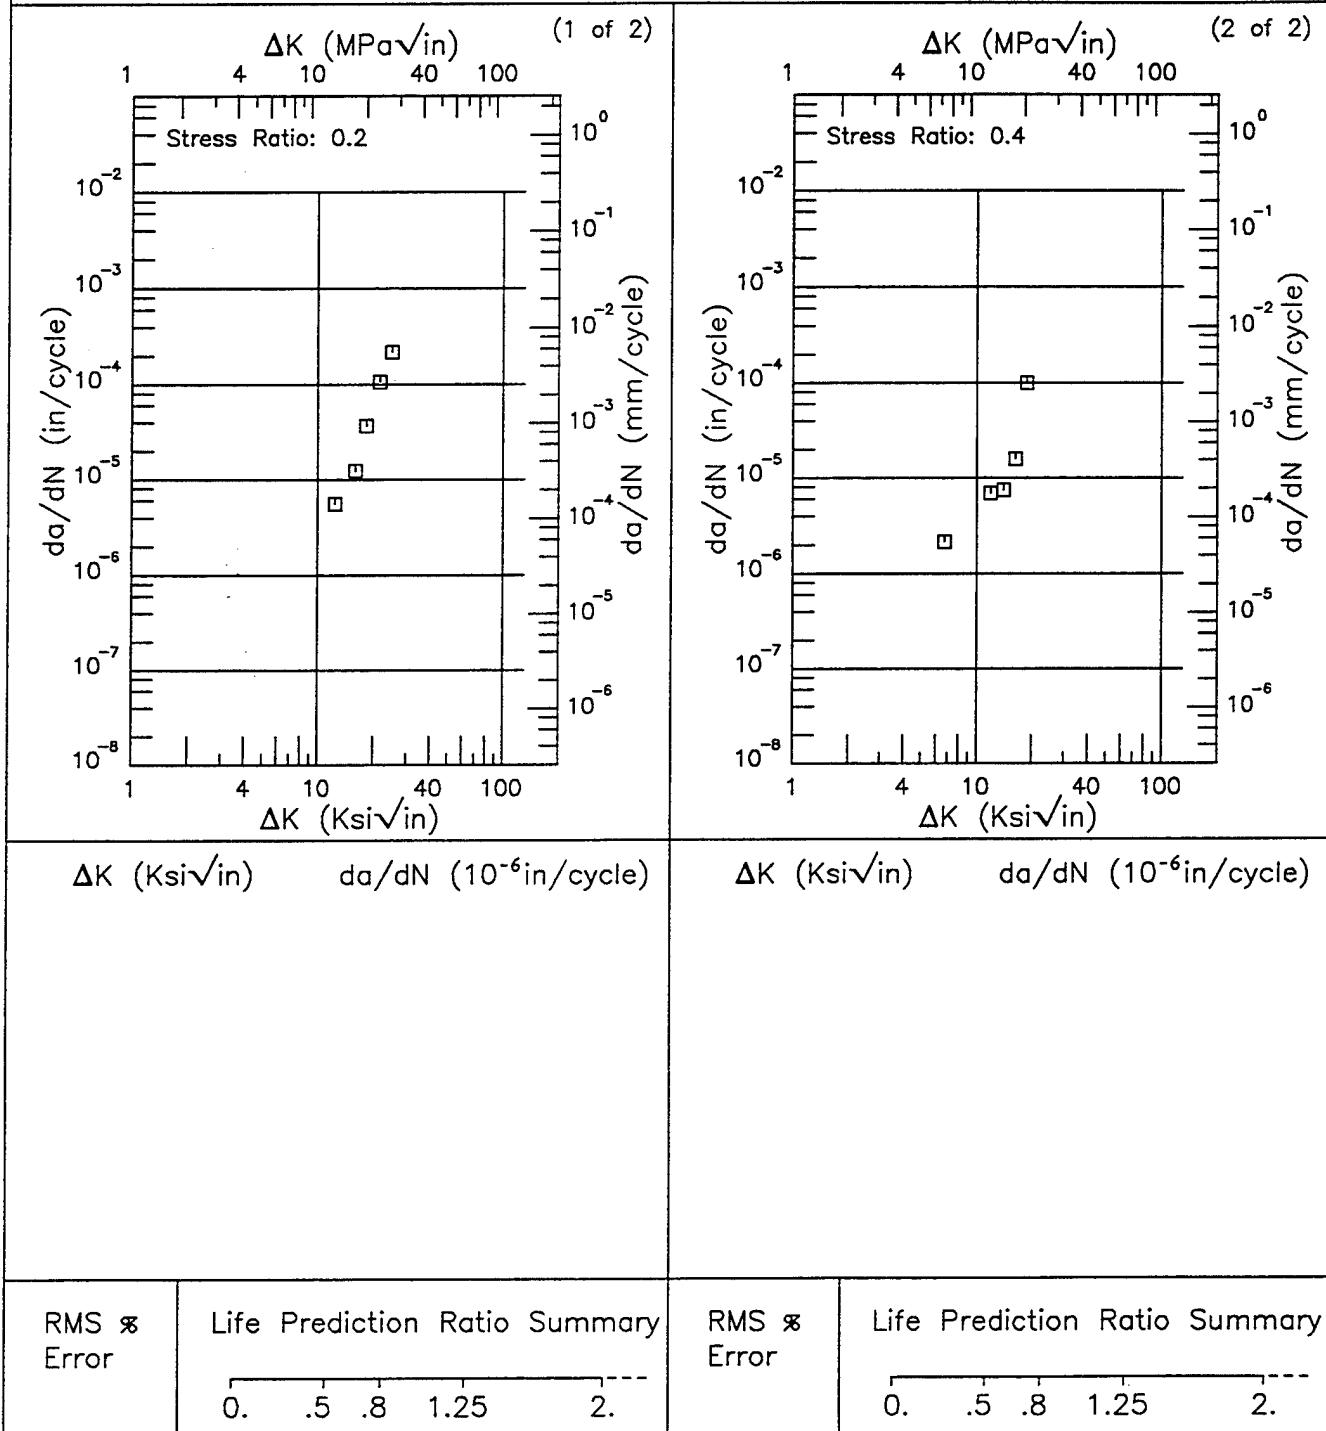 (1 of 2)
ΔK (MPa√in)
1 4 10 40 100
Stress Ratio: 0.2
10⁻²
10⁻³
10⁻⁴
10⁻⁵
10⁻⁶
10⁻⁷
10⁻⁸
da/dN (in/cycle)
10⁰
10⁻¹
10⁻²
10⁻³
10⁻⁴
10⁻⁵
10⁻⁶
da/dN (mm/cycle)
1 4 10 40 100
ΔK (Ksi√in)
(2 of 2)
ΔK (MPa√in)
1 4 10 40 100
Stress Ratio: 0.4
10⁻²
10⁻³
10⁻⁴
10⁻⁵
10⁻⁶
10⁻⁷
10⁻⁸
da/dN (in/cycle)
10⁰
10⁻¹
10⁻²
10⁻³
10⁻⁴
10⁻⁵
10⁻⁶
da/dN (mm/cycle)
1 4 10 40 100
ΔK (Ksi√in)
ΔK (Ksi√in) da/dN (10⁻⁶in/cycle)
ΔK (Ksi√in) da/dN (10⁻⁶in/cycle)
RMS %
Error
Life Prediction Ratio Summary
0. .5 .8 1.25 2.
RMS %
Error
Life Prediction Ratio Summary
0. .5 .8 1.25 2.